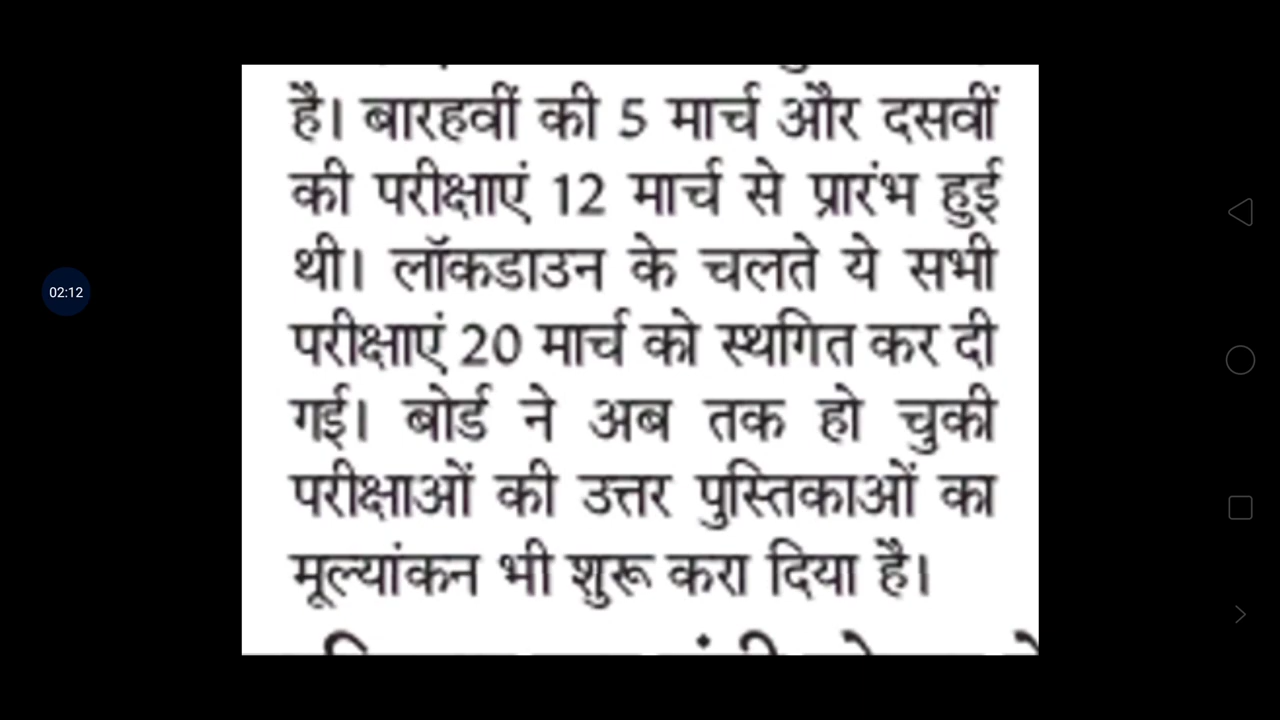 है। बारहवीं की 5 मार्च और दसवीं
की परीक्षाएं 12 मार्च से प्रारंभ हुई
थी। लॉकडाउन के चलते ये सभी
परीक्षाएं 20 मार्च को स्थगित कर दी
गई। बोर्ड ने अब तक हो चुकी
परीक्षाओं की उत्तर पुस्तिकाओं का
मूल्यांकन भी शुरू करा दिया है।
02:12